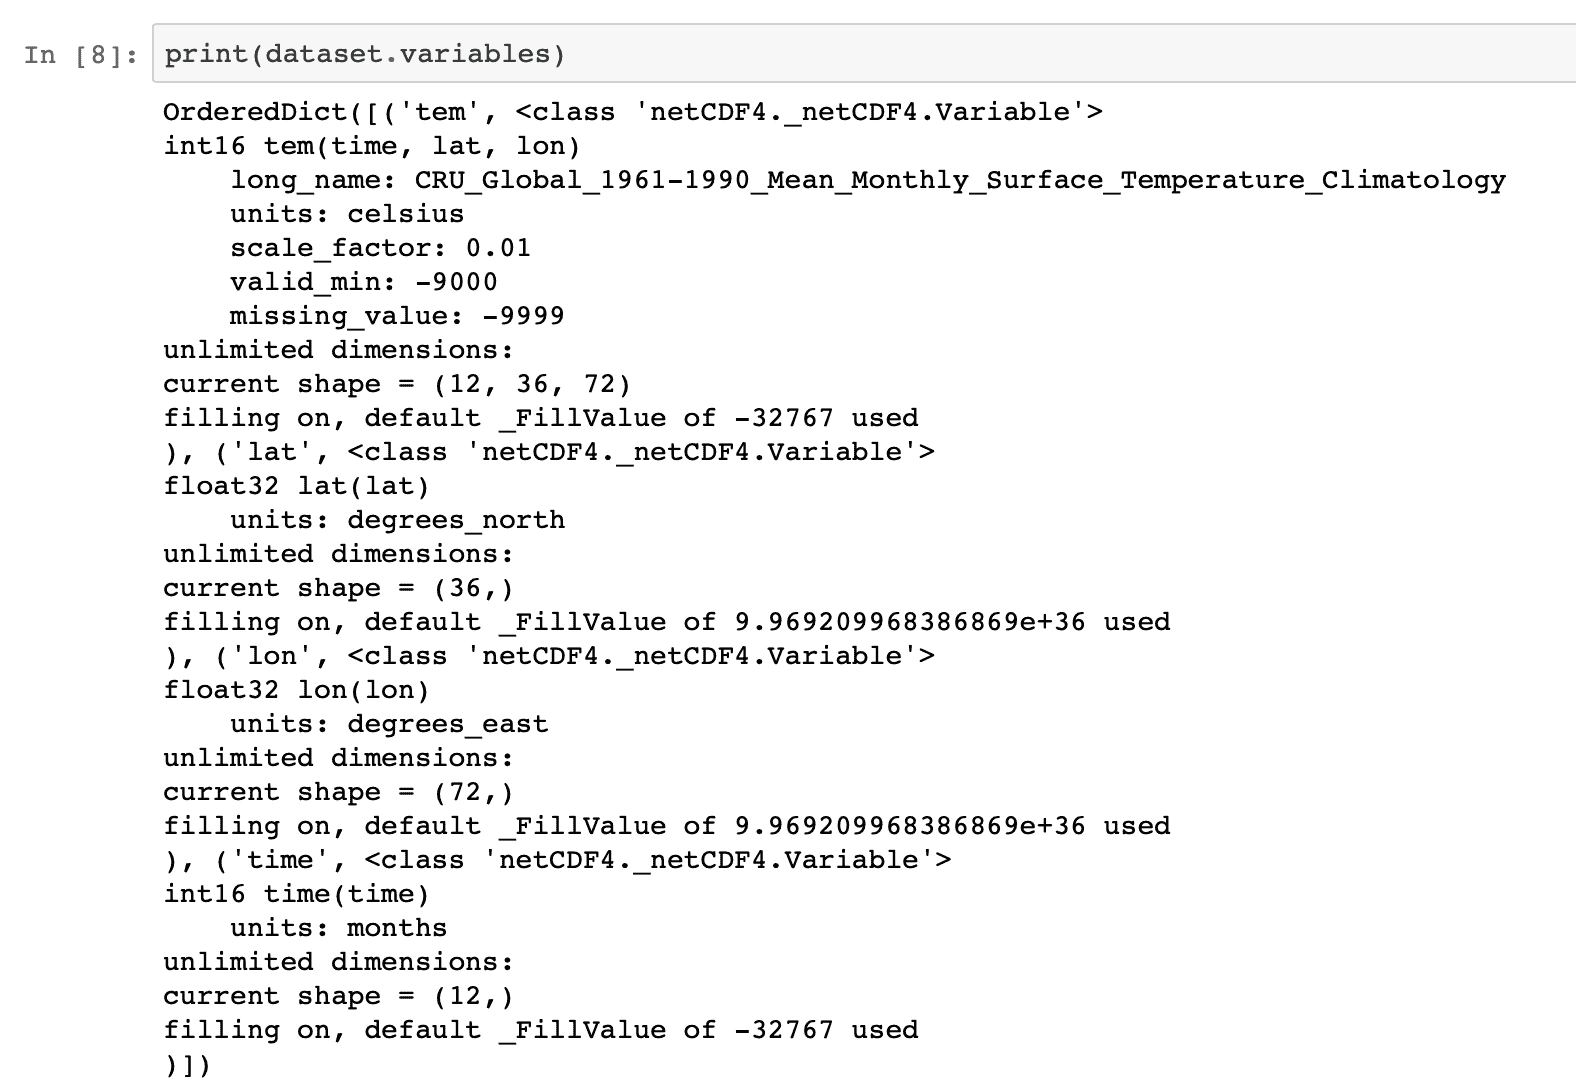 In [8]: print(dataset.variables)
OrderedDict([('tem', <class 'netCDF4._netCDF4.Variable'>
int16 tem(time, lat, lon)
    long_name: CRU_Global_1961-1990_Mean_Monthly_Surface_Temperature_Climatology
    units: celsius
    scale_factor: 0.01
    valid_min: -9000
    missing_value: -9999
unlimited dimensions:
current shape = (12, 36, 72)
filling on, default _FillValue of -32767 used
), ('lat', <class 'netCDF4._netCDF4.Variable'>
float32 lat(lat)
    units: degrees_north
unlimited dimensions:
current shape = (36,)
filling on, default _FillValue of 9.969209968386869e+36 used
), ('lon', <class 'netCDF4._netCDF4.Variable'>
float32 lon(lon)
    units: degrees_east
unlimited dimensions:
current shape = (72,)
filling on, default _FillValue of 9.969209968386869e+36 used
), ('time', <class 'netCDF4._netCDF4.Variable'>
int16 time(time)
    units: months
unlimited dimensions:
current shape = (12,)
filling on, default _FillValue of -32767 used
)])